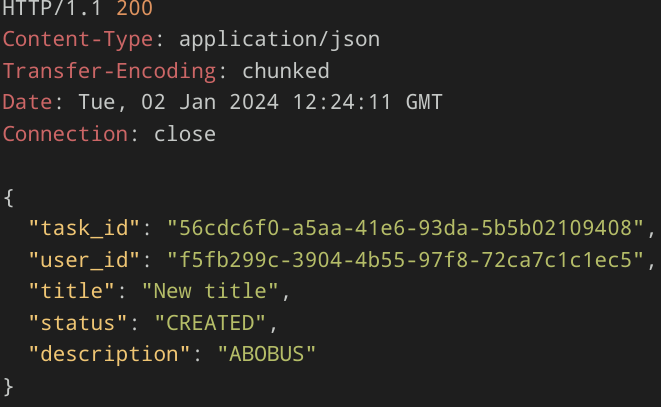 HTTP/1.1 200
Content-Type: application/json
Transfer-Encoding: chunked
Date: Tue, 02 Jan 2024 12:24:11 GMT
Connection: close
{
"task_id": "56cdc6f0-a5aa-41e6-93da-5b5b02109408",
"user_id": "f5fb299c-3904-4b55-97f8-72ca7c1c1ec5",
"title": "New title",
"status": "CREATED",
"description": "ABOBUS"
}